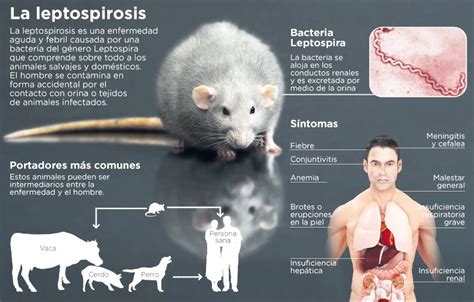 La leptospirosis
La leptospirosis es una enfermedad
aguda y febril causada por una
bacteria del género Leptospira
que comprende sobre todo a los
animales salvajes y domésticos.
El hombre se contamina en
forma accidental por el
contacto con orina o tejidos
de animales infectados.
Portadores más comunes
Estos animales pueden ser
intermediarios entre la
enfermedad y el hombre.
Vaca
Cerdo
Perro
Persona
sana
Bacteria
Leptospira
La bacteria se
aloja en los
conductos renales
y es excretada por
medio de la orina
Síntomas
Fiebre
Conjuntivitis
Anemia
Brotes o
erupciones
en la piel
Insuficiencia
hepática
Meningitis
y cefalea
Malestar
general
Insuficiencia
respiratoria
grave
Insuficiencia
renal